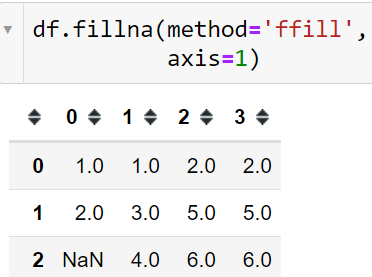 df.fillna(method='ffill',
axis=1)
0 1 2 3
0 1.0 1.0 2.0 2.0
1 2.0 3.0 5.0 5.0
2 NaN 4.0 6.0 6.0